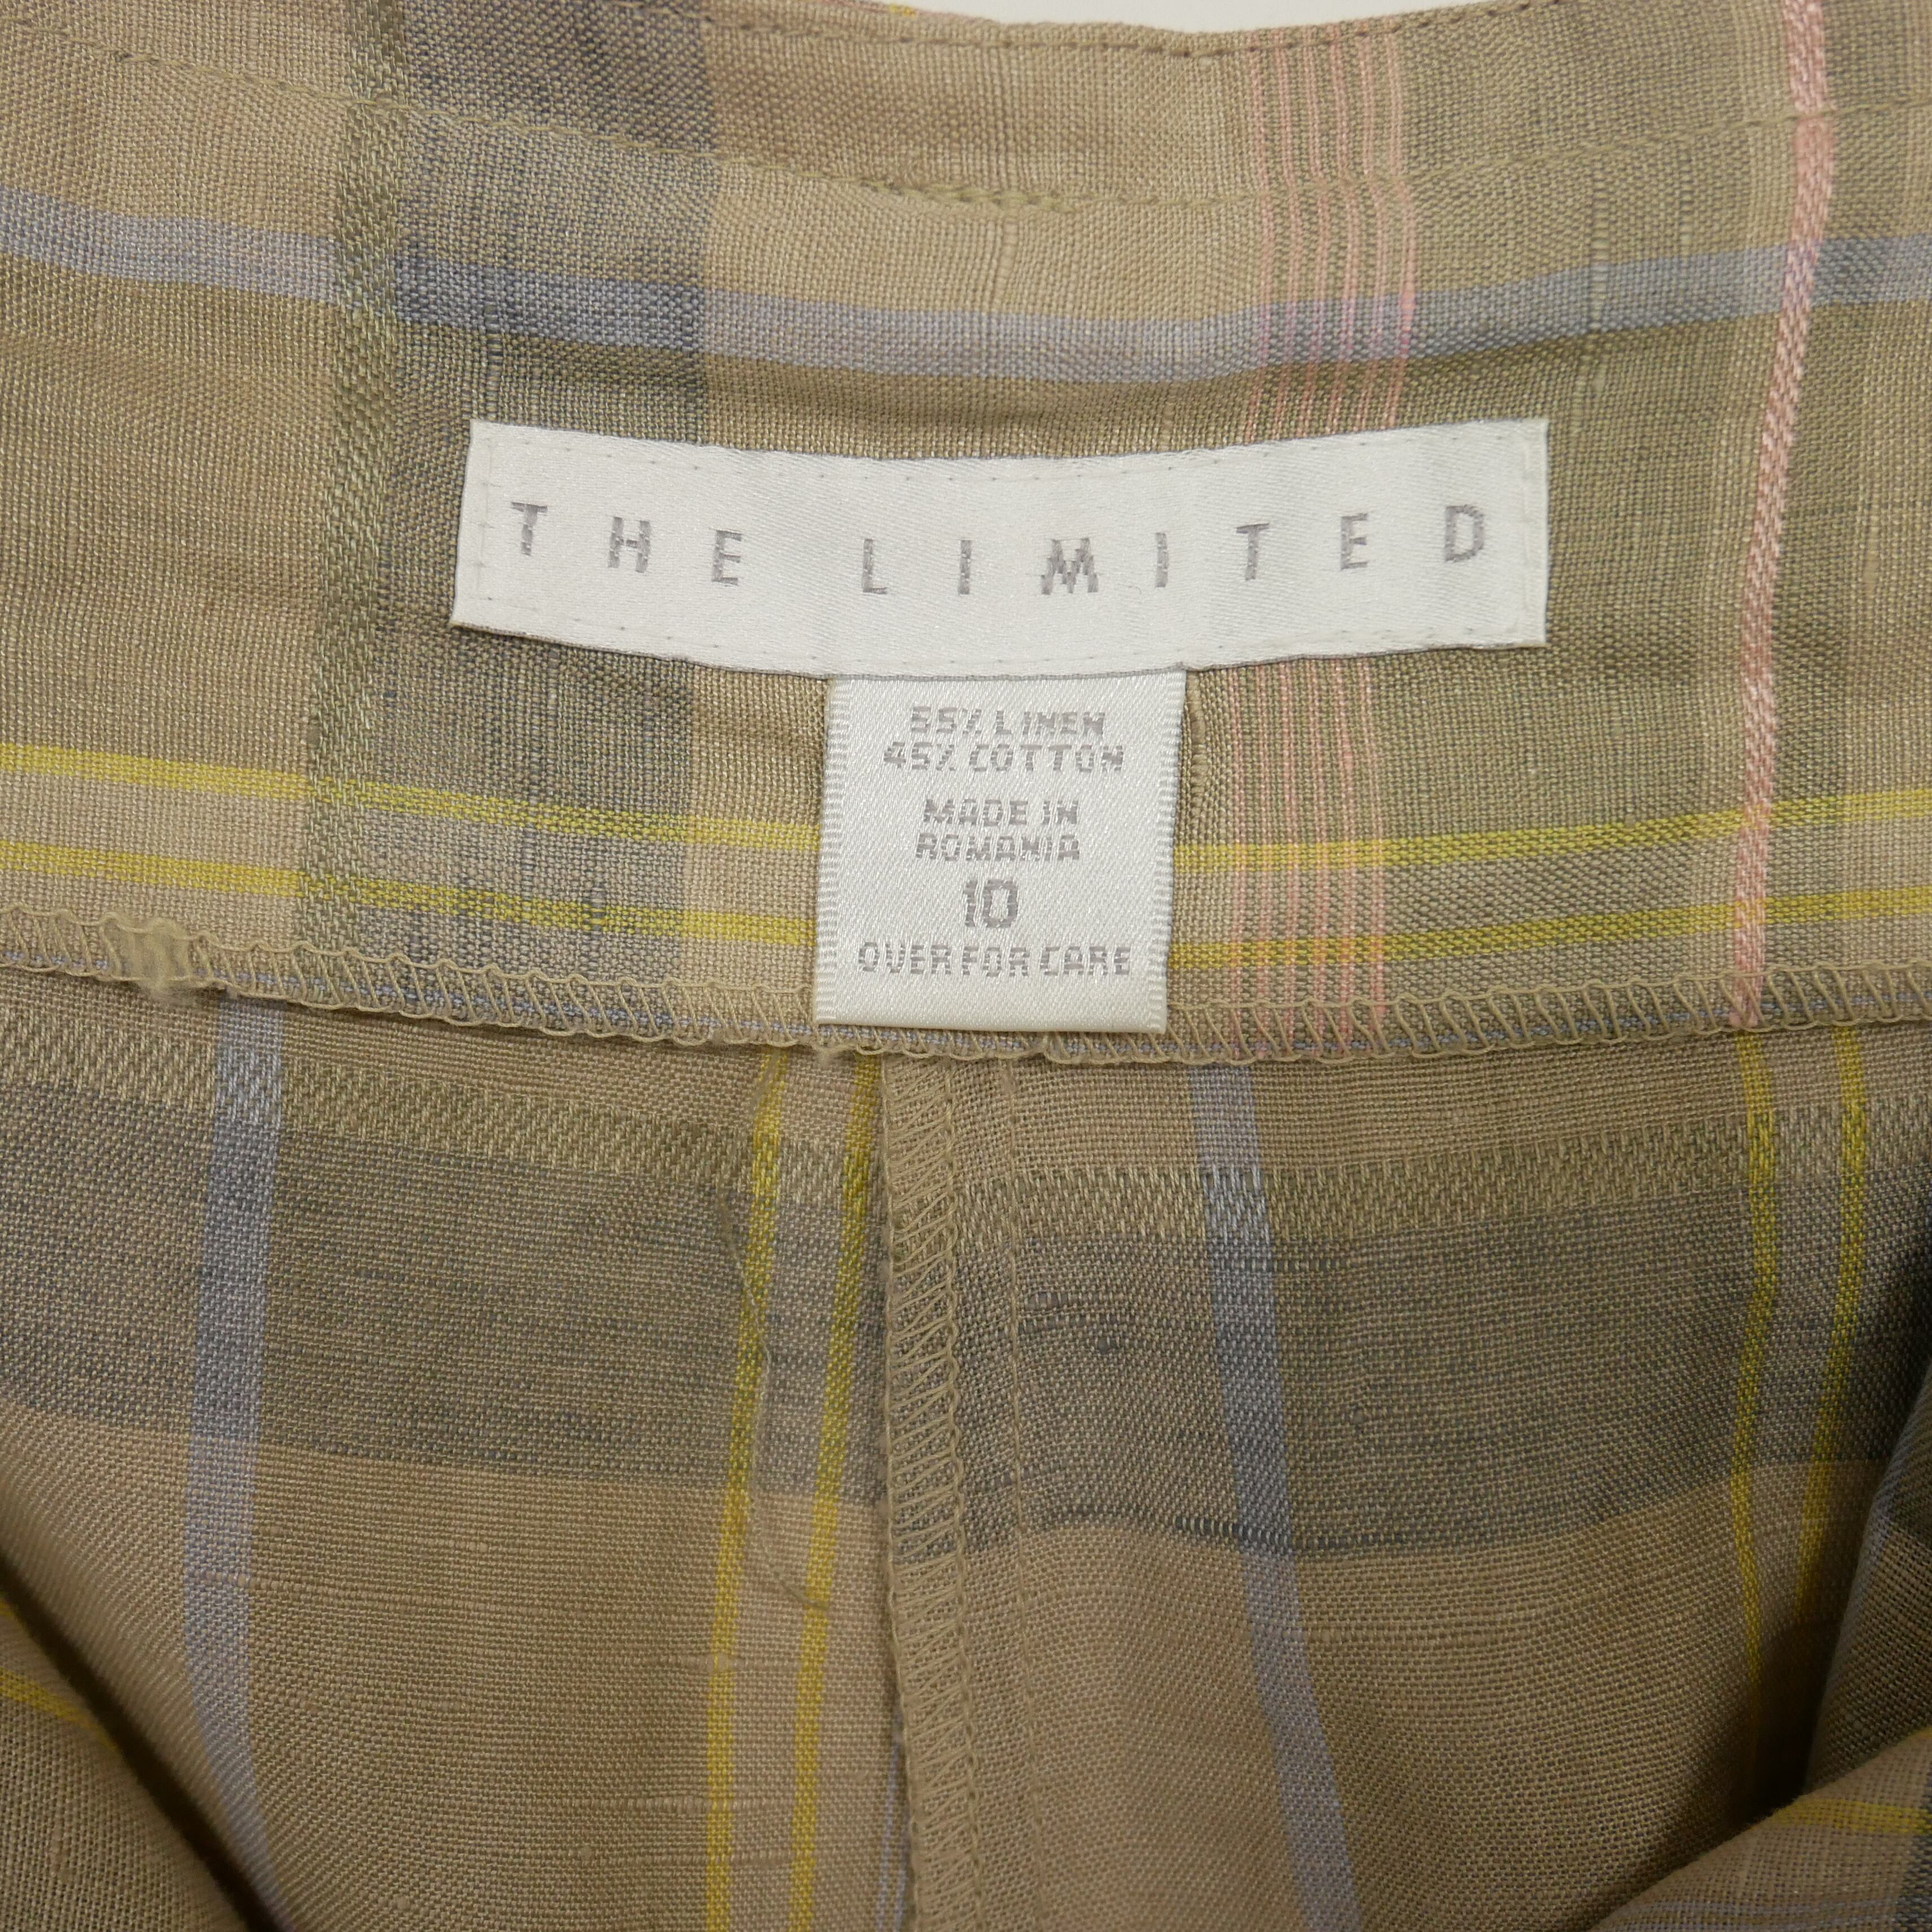 THE LIMITED
55% LINEN
45% COTTON
MADE IN
ROMANIA
10
OVER FOR CARE